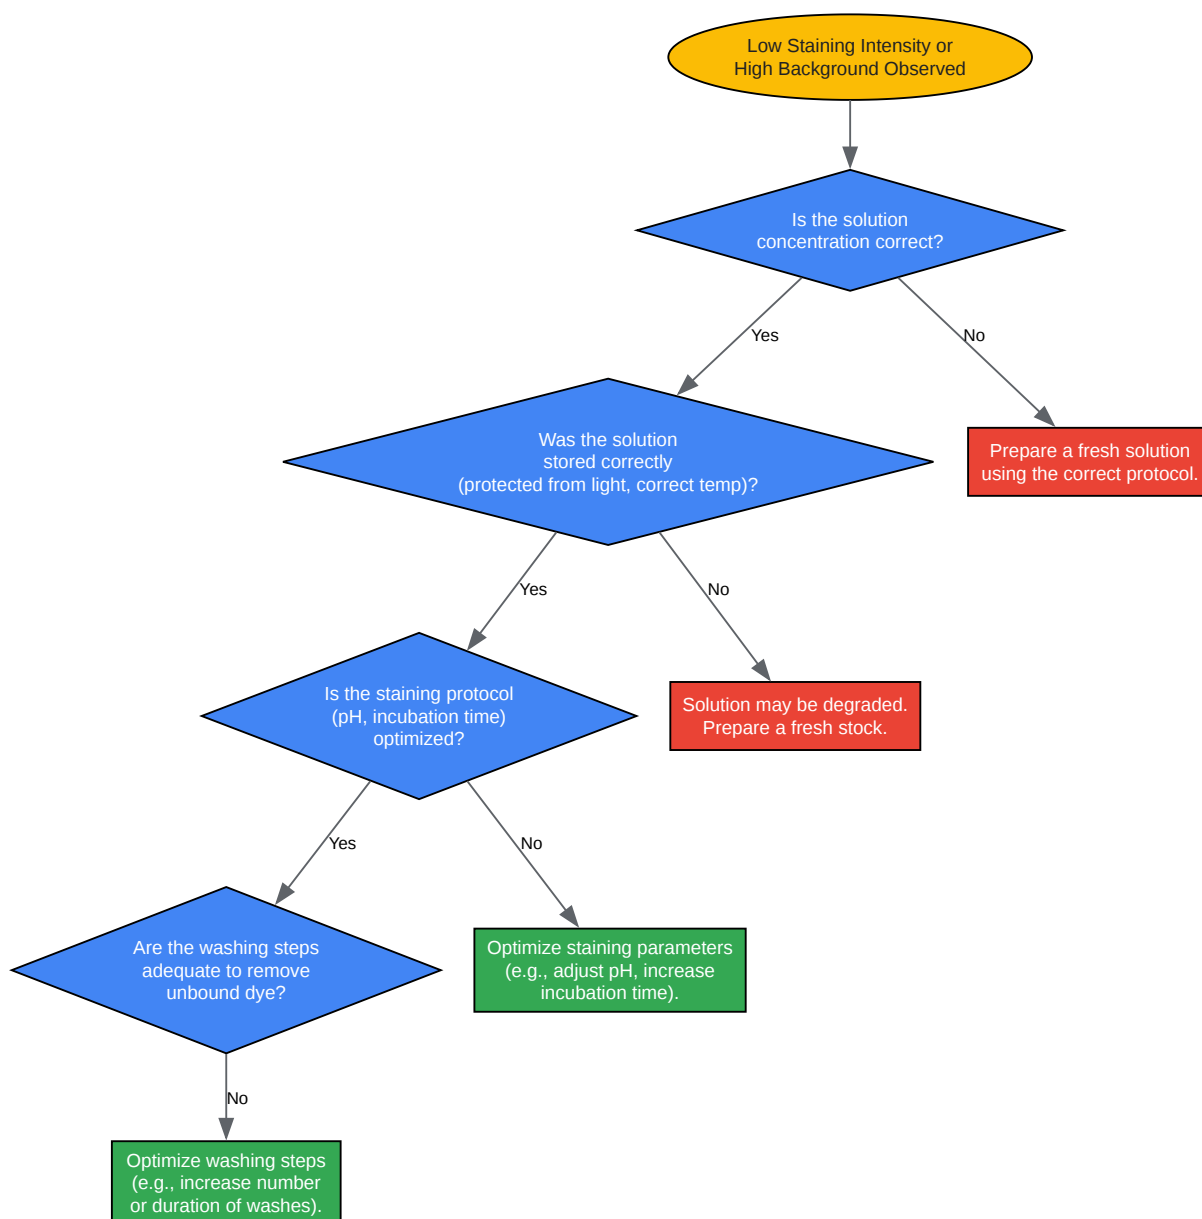 Low Staining Intensity or
High Background Observed
Is the solution
concentration correct?
Yes
No
Was the solution
stored correctly
(protected from light, correct temp)?
Prepare a fresh solution
using the correct protocol.
Yes
No
Is the staining protocol
(pH, incubation time)
optimized?
Solution may be degraded.
Prepare a fresh stock.
Yes
No
Are the washing steps
adequate to remove
unbound dye?
Optimize staining parameters
(e.g., adjust pH, increase
incubation time).
No
Optimize washing steps
(e.g., increase number
or duration of washes).